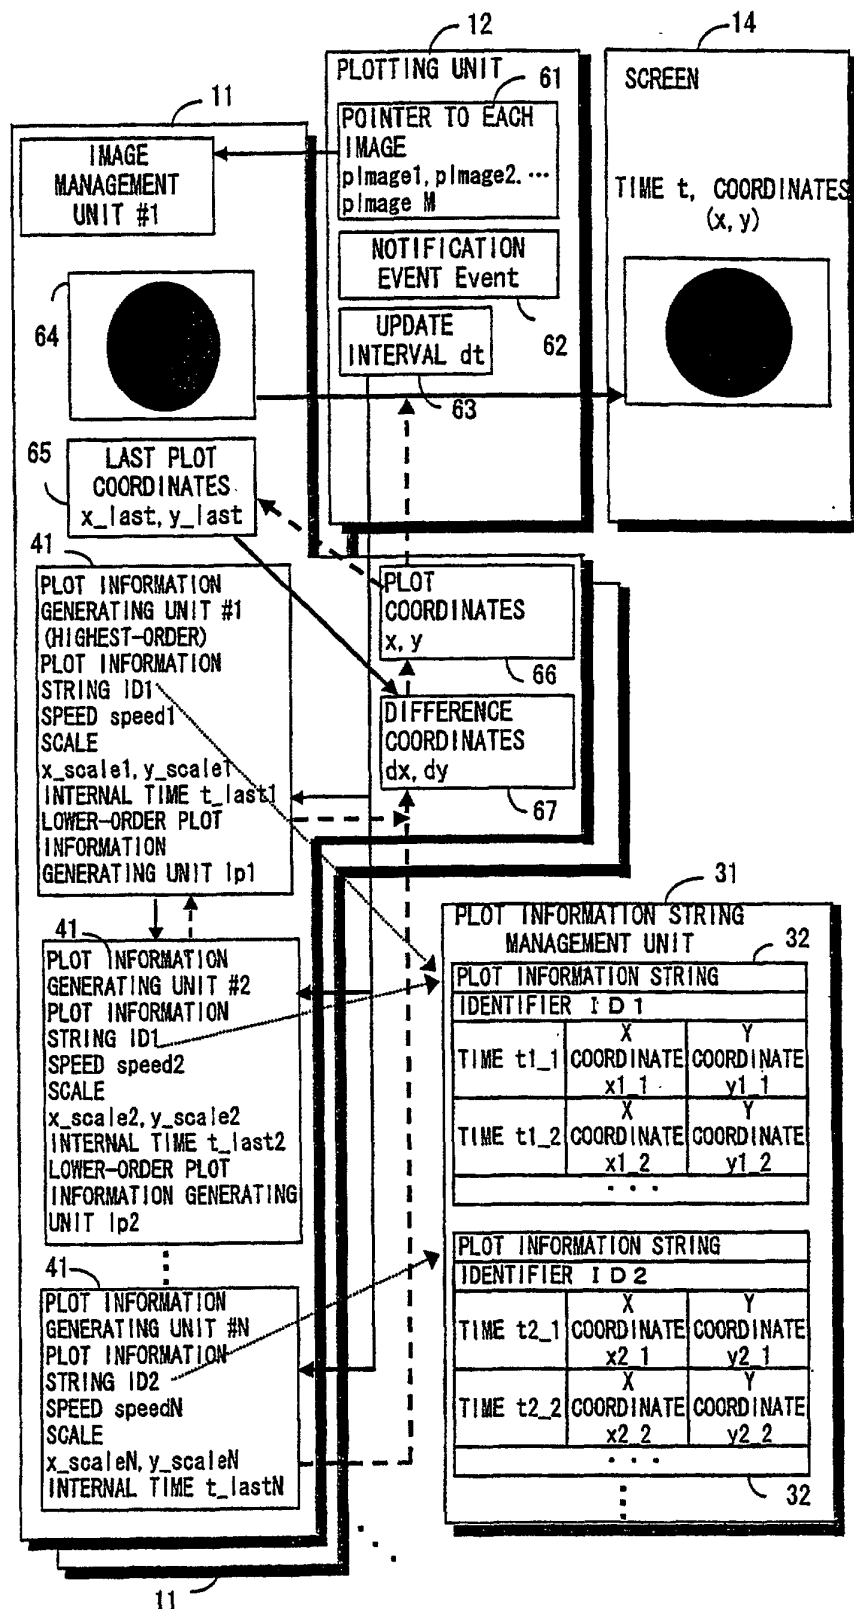 12
PLOTTING UNIT
61
POINTER TO EACH
IMAGE
pImage1, pImage2. ···
pImage M
NOTIFICATION
EVENT Event
62
UPDATE
INTERVAL dt
63
14
SCREEN
TIME t, COORDINATES
(x, y)
11
IMAGE
MANAGEMENT
UNIT #1
64
65
LAST PLOT
COORDINATES
x_last, y_last
41
PLOT INFORMATION
GENERATING UNIT #1
(HIGHEST-ORDER)
PLOT INFORMATION
STRING ID1
SPEED speed1
SCALE
x_scale1, y_scale1
INTERNAL TIME t_last1
LOWER-ORDER PLOT
INFORMATION
GENERATING UNIT lp1
PLOT
COORDINATES
x, y
66
DIFFERENCE
COORDINATES
dx, dy
67
41
PLOT INFORMATION
GENERATING UNIT #2
PLOT INFORMATION
STRING ID1
SPEED speed2
SCALE
x_scale2, y_scale2
INTERNAL TIME t_last2
LOWER-ORDER PLOT
INFORMATION GENERATING
UNIT lp2
41
PLOT INFORMATION
GENERATING UNIT #N
PLOT INFORMATION
STRING ID2
SPEED speedN
SCALE
x_scaleN, y_scaleN
INTERNAL TIME t_lastN
11
31
PLOT INFORMATION STRING
MANAGEMENT UNIT
32
PLOT INFORMATION STRING
IDENTIFIER ID1
TIME t1_1
X
COORDINATE
x1_1
Y
COORDINATE
y1_1
TIME t1_2
X
COORDINATE
x1_2
Y
COORDINATE
y1_2
···
PLOT INFORMATION STRING
IDENTIFIER ID2
TIME t2_1
X
COORDINATE
x2_1
Y
COORDINATE
y2_1
TIME t2_2
X
COORDINATE
x2_2
Y
COORDINATE
y2_2
···
32